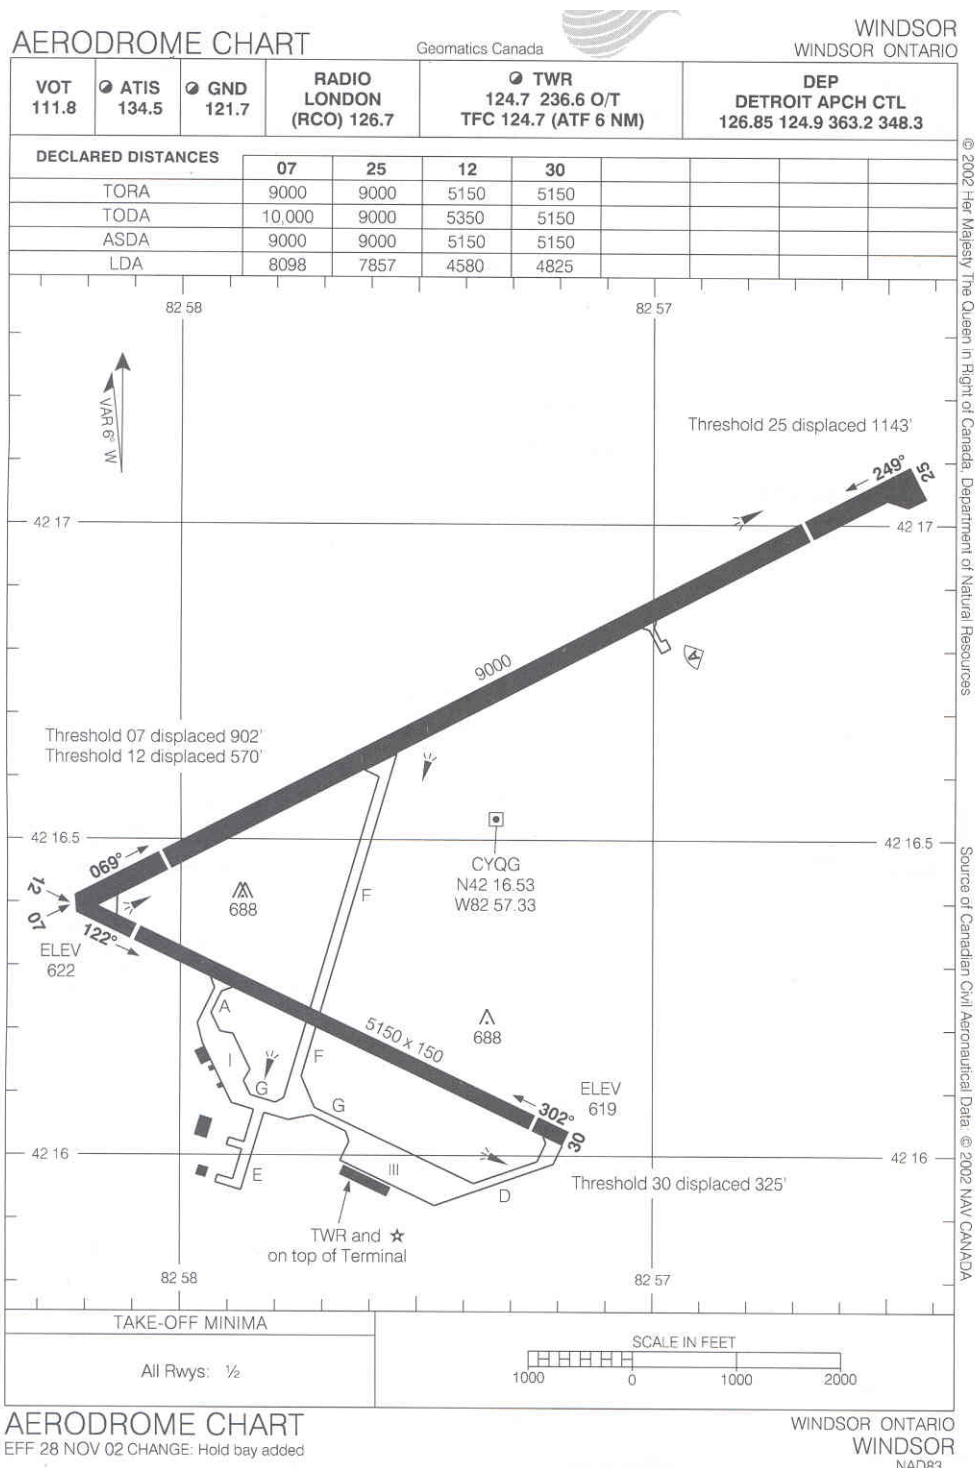 AERODROME CHART
Geomatics Canada
WINDSOR
WINDSOR ONTARIO
VOT
111.8
ATIS
134.5
GND
121.7
RADIO
LONDON
(RCO) 126.7
TWR
124.7 236.6 O/T
TFC 124.7 (ATF 6 NM)
DEP
DETROIT APCH CTL
126.85 124.9 363.2 348.3
DECLARED DISTANCES
07 25 12 30
TORA 9000 9000 5150 5150
TODA 10,000 9000 5350 5150
ASDA 9000 9000 5150 5150
LDA 8098 7857 4580 4825
82 58
82 57
VAR 6° W
Threshold 25 displaced 1143'
249°
25
42 17
42 17
A
9000
Threshold 07 displaced 902'
Threshold 12 displaced 570'
42 16.5
42 16.5
069°
CYQG
N42 16.53
W82 57.33
12
07
F
688
122°
ELEV
622
A
688
5150 x 150
I
F
G
G
ELEV
619
302°
30
42 16
42 16
E
III
D
Threshold 30 displaced 325'
TWR and ☆
on top of Terminal
82 58
82 57
TAKE-OFF MINIMA
All Rwys: ½
SCALE IN FEET
1000 0 1000 2000
AERODROME CHART
EFF 28 NOV 02 CHANGE: Hold bay added
WINDSOR ONTARIO
WINDSOR
NAD83
© 2002 Her Majesty The Queen in Right of Canada, Department of Natural Resources
Source of Canadian Civil Aeronautical Data: © 2002 NAV CANADA